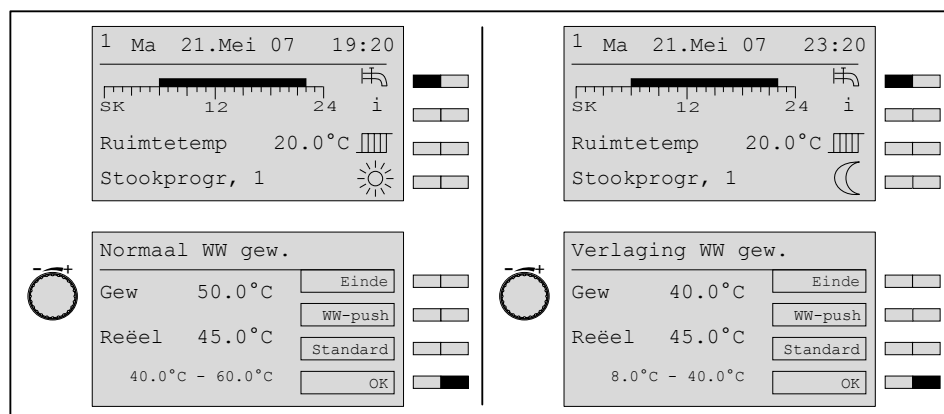 1 Ma 21.Mei 07 19:20
SK 12 24 i
Ruimtetemp 20.0°C
Stookprogr, 1
Normaal WW gew.
Gew 50.0°C Einde
WW-push
Reëel 45.0°C Standard
40.0°C - 60.0°C OK
- +
1 Ma 21.Mei 07 23:20
SK 12 24 i
Ruimtetemp 20.0°C
Stookprogr, 1
Verlaging WW gew.
Gew 40.0°C Einde
WW-push
Reëel 45.0°C Standard
8.0°C - 40.0°C OK
- +